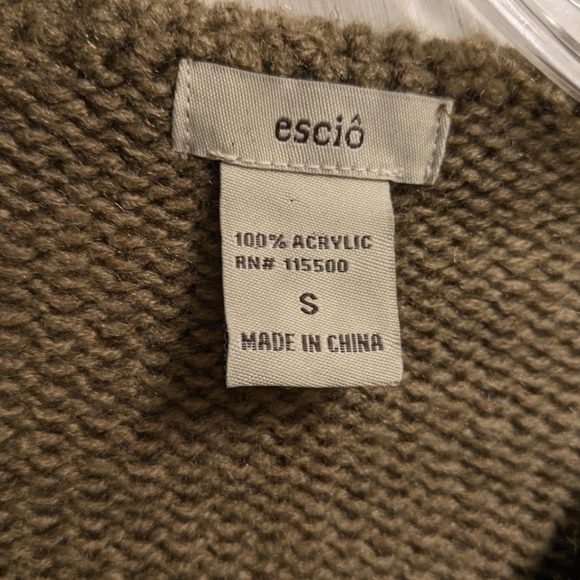 esciô
100% ACRYLIC
RN# 115500
S
MADE IN CHINA